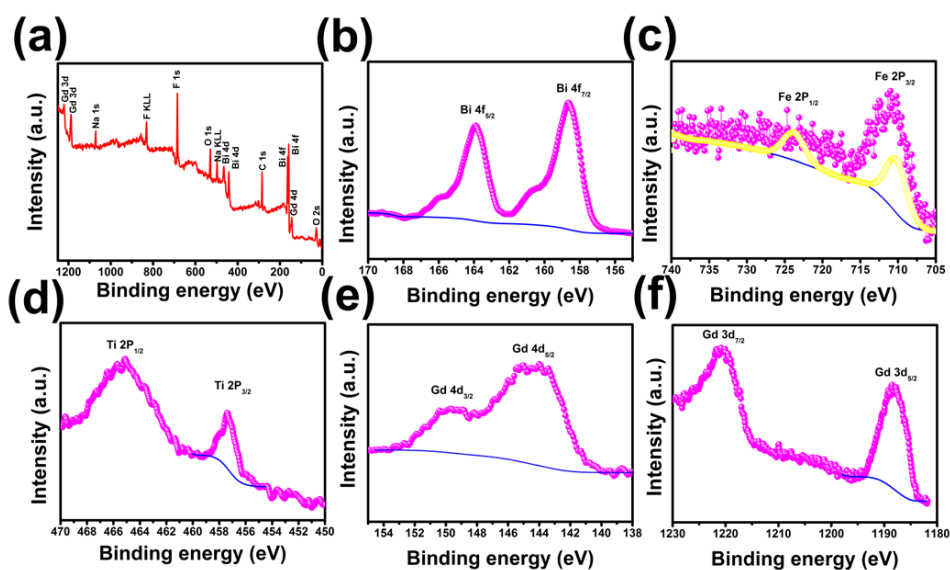 (a)
Intensity (a.u.)
Gd 3d
Gd 3d
Na 1s
F KLL
F 1s
O 1s
Na KLL
Bi 4d
Bi 4d
C 1s
Bi 4f
Bi 4f
Gd 4d
O 2s
1200 1000 800 600 400 200 0
Binding energy (eV)
(b)
Intensity (a.u.)
Bi 4f5/2
Bi 4f7/2
170 168 166 164 162 160 158 156
Binding energy (eV)
(c)
Intensity (a.u.)
Fe 2P1/2
Fe 2P3/2
740 735 730 725 720 715 710 705
Binding energy (eV)
(d)
Intensity (a.u.)
Ti 2P1/2
Ti 2P3/2
470 468 466 464 462 460 458 456 454 452 450
Binding energy (eV)
(e)
Intensity (a.u.)
Gd 4d3/2
Gd 4d5/2
154 152 150 148 146 144 142 140 138
Binding energy (eV)
(f)
Intensity (a.u.)
Gd 3d7/2
Gd 3d5/2
1230 1220 1210 1200 1190 1180
Binding energy (eV)